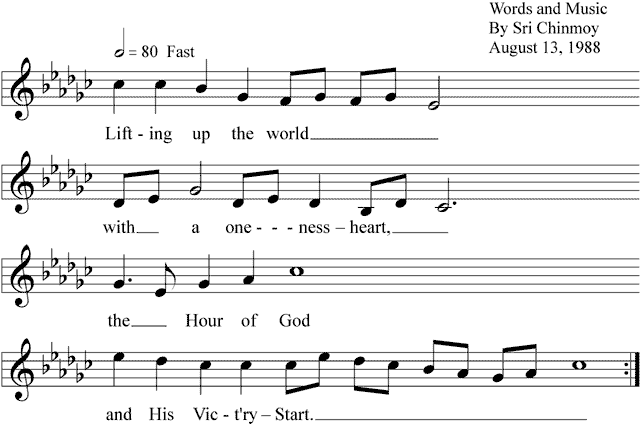 Words and Music
By Sri Chinmoy
August 13, 1988
= 80 Fast
Lift - ing up the world
with a one - - - ness – heart,
the Hour of God
and His Vic - t'ry – Start.